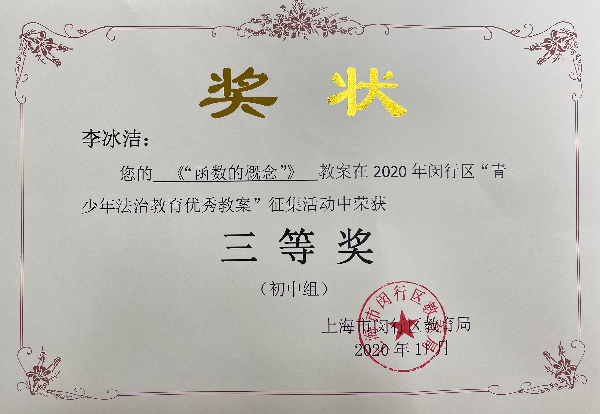 奖 状
李冰洁：
您的 《“函数的概念”》 教案在 2020 年闵行区“青
少年法治教育优秀教案”征集活动中荣获
三等奖
（初中组）
上海市闵行区教育局
2020 年 1 月
上海市闵行区教育局